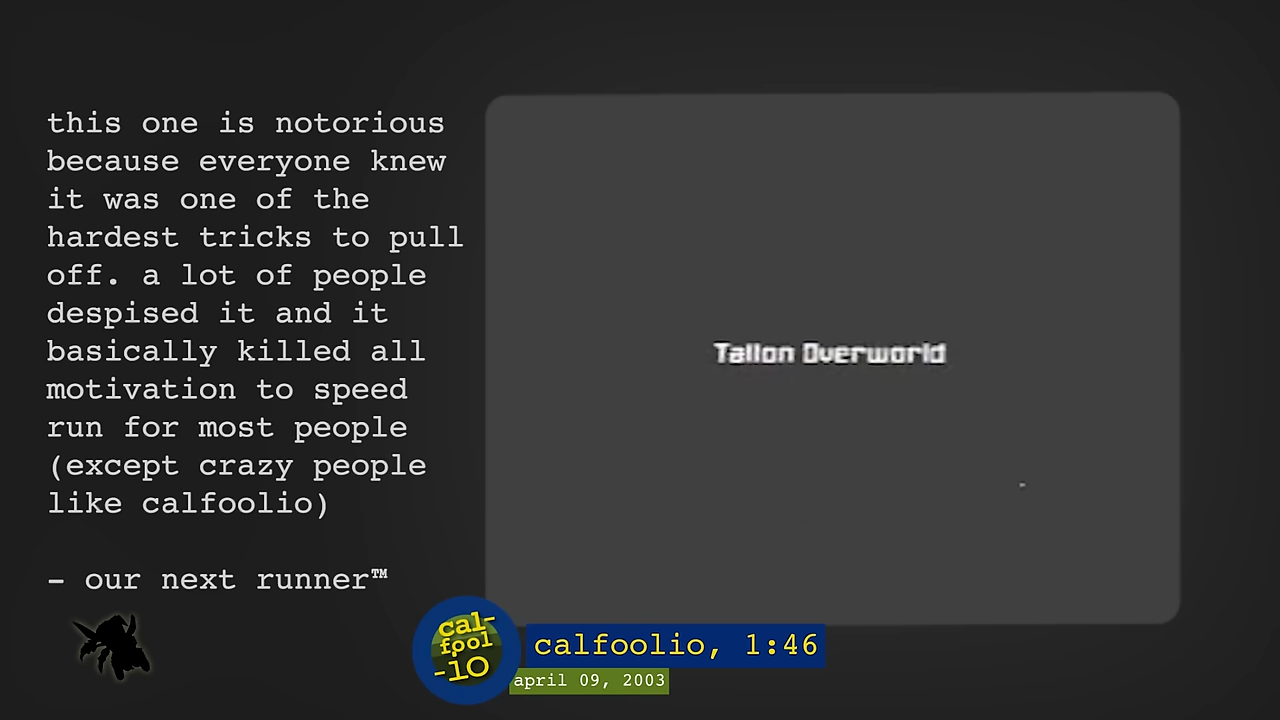 this one is notorious
because everyone knew
it was one of the
hardest tricks to pull
off. a lot of people
despised it and it
basically killed all
motivation to speed
run for most people
(except crazy people
like calfoolio)
- our next runner™
Tallon Overworld
cal-
fool
-io
calfoolio, 1:46
april 09, 2003